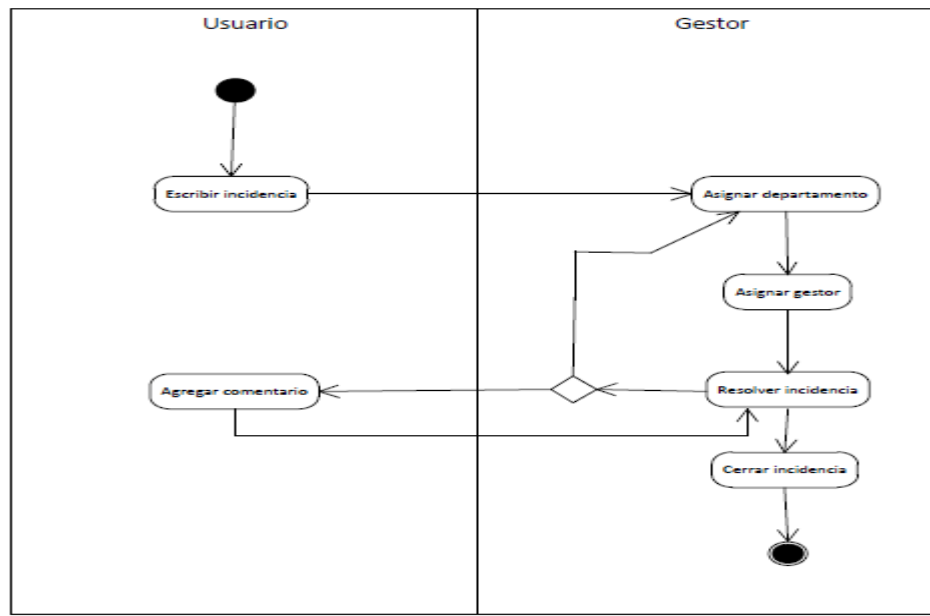 Usuario
Gestor
Escribir incidencia
Asignar departamento
Asignar gestor
Agregar comentario
Resolver incidencia
Cerrar incidencia